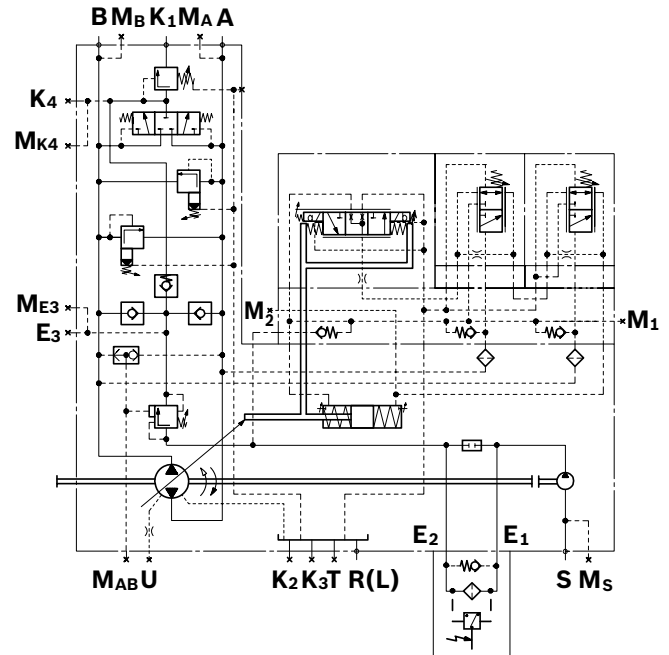 B M_B K_1 M_A A
K_4
M_K4
M_E3
E_3
M_2
M_1
E_2 E_1
M_AB U K_2 K_3 T R(L) S M_S